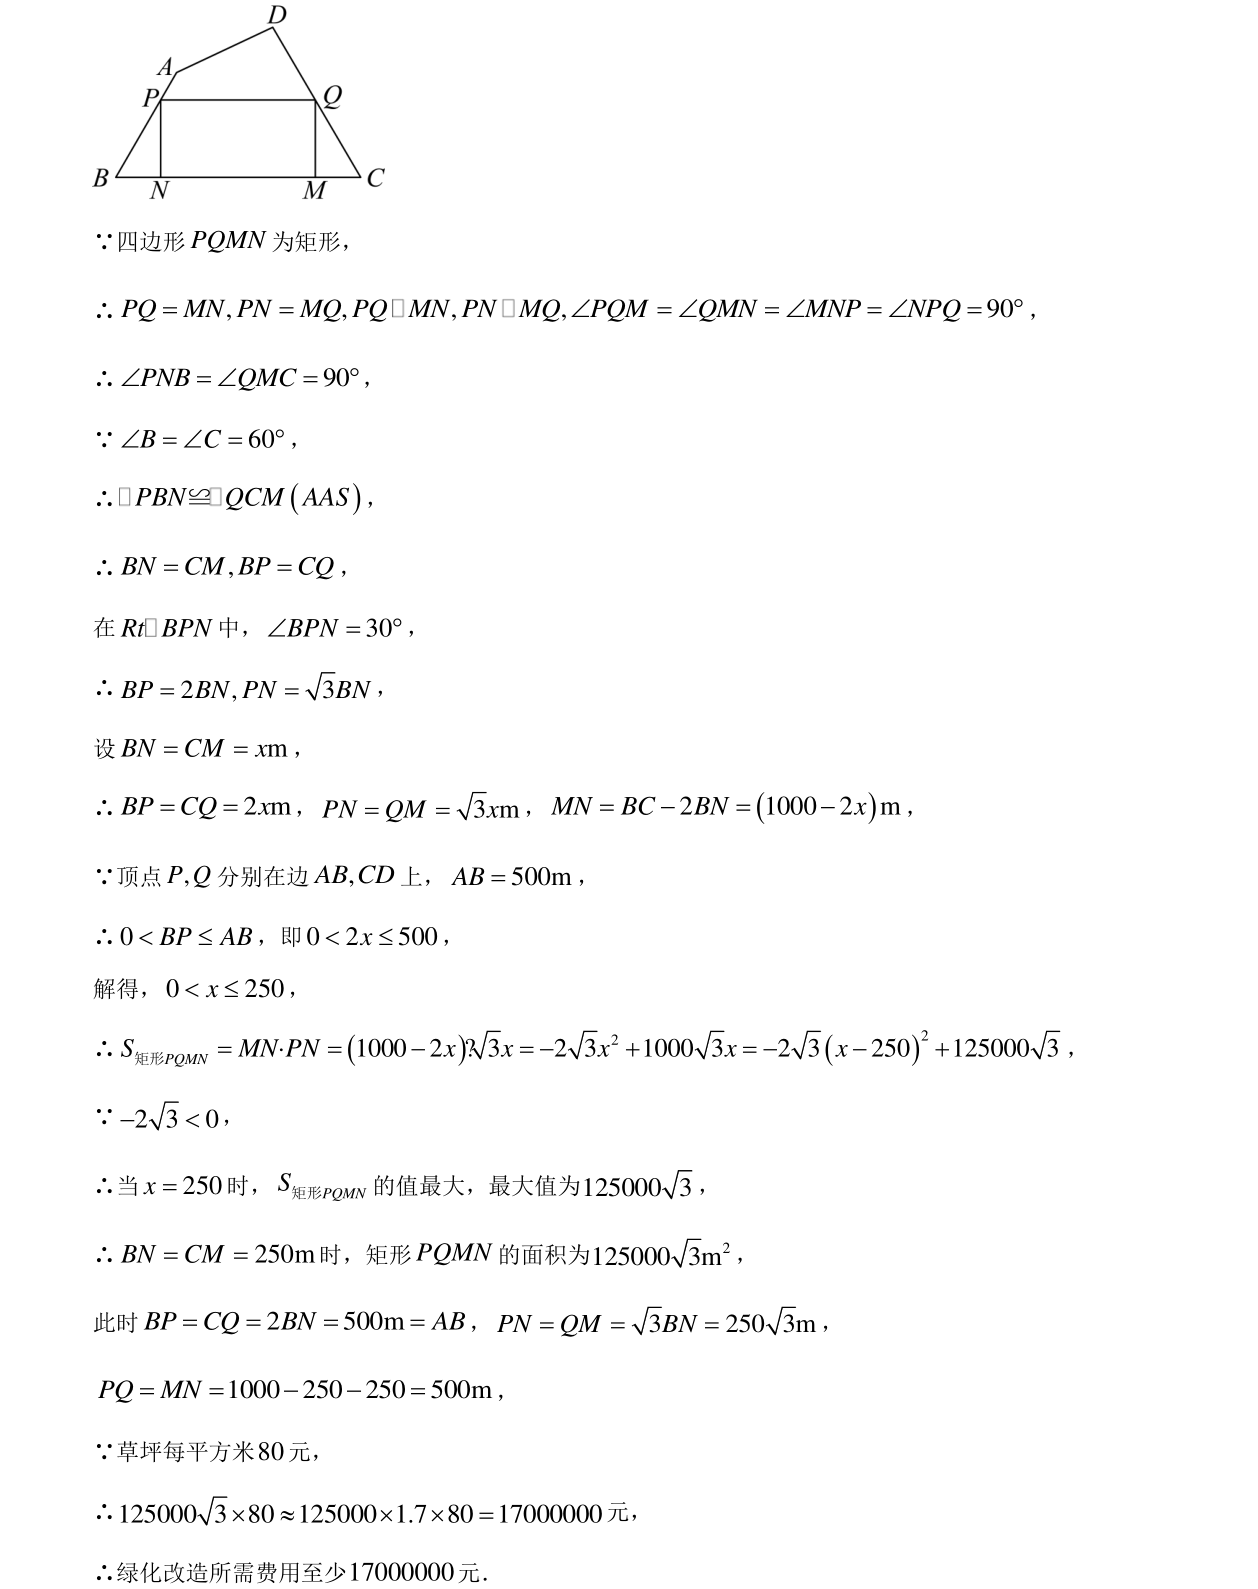 D
A
P
Q
B
N
M
C
∵四边形PQMN为矩形，
∴PQ=MN,PN=MQ,PQ□MN,PN□MQ,∠PQM=∠QMN=∠MNP=∠NPQ=90°，
∴∠PNB=∠QMC=90°，
∵∠B=∠C=60°，
∴□PBN≌□QCM(AAS)，
∴BN=CM,BP=CQ，
在Rt□BPN中，∠BPN=30°，
∴BP=2BN,PN=√3BN，
设BN=CM=xm，
∴BP=CQ=2xm，PN=QM=√3xm，MN=BC−2BN=(1000−2x)m，
∵顶点P,Q分别在边AB,CD上，AB=500m，
∴0<BP≤AB，即0<2x≤500，
解得，0<x≤250，
∴S矩形PQMN=MN·PN=(1000−2x)?√3x=−2√3x²+1000√3x=−2√3(x−250)²+125000√3，
∵−2√3<0，
∴当x=250时，S矩形PQMN的值最大，最大值为125000√3，
∴BN=CM=250m时，矩形PQMN的面积为125000√3m²，
此时BP=CQ=2BN=500m=AB，PN=QM=√3BN=250√3m，
PQ=MN=1000−250−250=500m，
∵草坪每平方米80元，
∴125000√3×80≈125000×1.7×80=17000000元，
∴绿化改造所需费用至少17000000元．